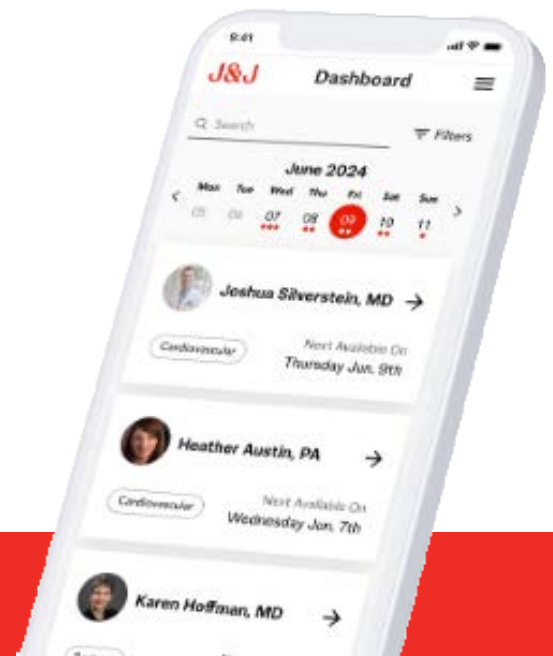 9:41
J&J Dashboard
Search Filters
June 2024
Mon Tue Wed Thu Fri Sat Sun
05 06 07 08 09 10 11
Joshua Silverstein, MD
Cardiovascular
Next Available On
Thursday Jun. 9th
Heather Austin, PA
Cardiovascular
Next Available On
Wednesday Jun. 7th
Karen Hoffman, MD